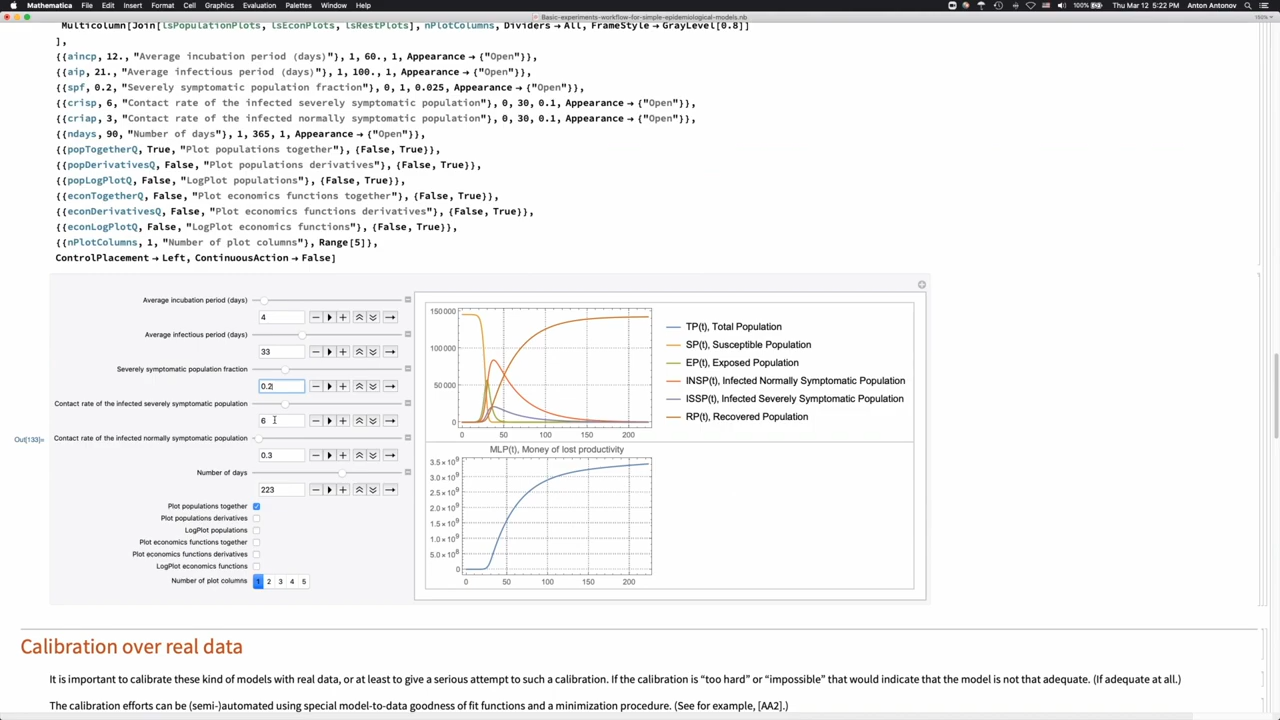 Mathematica File Edit Insert Format Cell Graphics Evaluation Palettes Window Help 100% Thu Mar 12 5:22 PM Anton Antonov
Basic-experiments-workflow-for-simple-epidemiological-models.nb
Multicolumn[Join[lsPopulationPlots, lsEconPlots, lsRestPlots], nPlotColumns, Dividers → All, FrameStyle → GrayLevel[0.8]]
],
{{aincp, 12., "Average incubation period (days)"}, 1, 60., 1, Appearance → {"Open"}},
{{aip, 21., "Average infectious period (days)"}, 1, 100., 1, Appearance → {"Open"}},
{{spf, 0.2, "Severely symptomatic population fraction"}, 0, 1, 0.025, Appearance → {"Open"}},
{{crisp, 6, "Contact rate of the infected severely symptomatic population"}, 0, 30, 0.1, Appearance → {"Open"}},
{{criap, 3, "Contact rate of the infected normally symptomatic population"}, 0, 30, 0.1, Appearance → {"Open"}},
{{ndays, 90, "Number of days"}, 1, 365, 1, Appearance → {"Open"}},
{{popTogetherQ, True, "Plot populations together"}, {False, True}},
{{popDerivativesQ, False, "Plot populations derivatives"}, {False, True}},
{{popLogPlotQ, False, "LogPlot populations"}, {False, True}},
{{econTogetherQ, False, "Plot economics functions together"}, {False, True}},
{{econDerivativesQ, False, "Plot economics functions derivatives"}, {False, True}},
{{econLogPlotQ, False, "LogPlot economics functions"}, {False, True}},
{{nPlotColumns, 1, "Number of plot columns"}, Range[5]},
ControlPlacement → Left, ContinuousAction → False]
Out[133]=
Average incubation period (days)
4
Average infectious period (days)
33
Severely symptomatic population fraction
0.2
Contact rate of the infected severely symptomatic population
6
Contact rate of the infected normally symptomatic population
0.3
Number of days
223
Plot populations together
Plot populations derivatives
LogPlot populations
Plot economics functions together
Plot economics functions derivatives
LogPlot economics functions
Number of plot columns 1 2 3 4 5
150000
100000
50000
0
0 50 100 150 200
TP(t), Total Population
SP(t), Susceptible Population
EP(t), Exposed Population
INSP(t), Infected Normally Symptomatic Population
ISSP(t), Infected Severely Symptomatic Population
RP(t), Recovered Population
MLP(t), Money of lost productivity
3.5×10⁹
3.0×10⁹
2.5×10⁹
2.0×10⁹
1.5×10⁹
1.0×10⁹
5.0×10⁸
0
0 50 100 150 200
Calibration over real data
It is important to calibrate these kind of models with real data, or at least to give a serious attempt to such a calibration. If the calibration is “too hard” or “impossible” that would indicate that the model is not that adequate. (If adequate at all.)
The calibration efforts can be (semi-)automated using special model-to-data goodness of fit functions and a minimization procedure. (See for example, [AA2].)